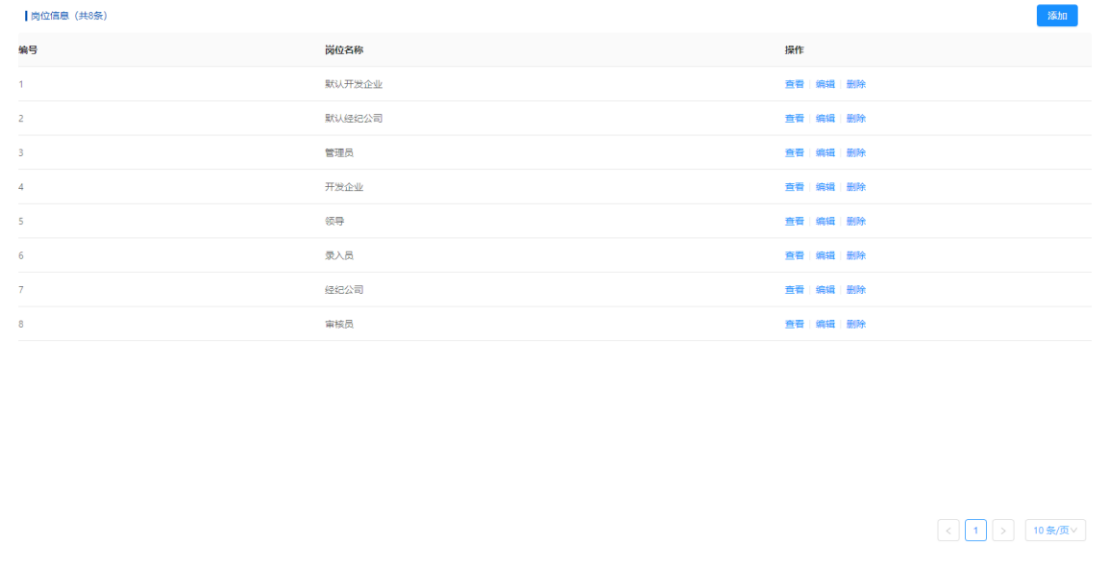 岗位信息（共8条） 添加
编号 岗位名称 操作
1 默认开发企业 查看 编辑 删除
2 默认经纪公司 查看 编辑 删除
3 管理员 查看 编辑 删除
4 开发企业 查看 编辑 删除
5 领导 查看 编辑 删除
6 录入员 查看 编辑 删除
7 经纪公司 查看 编辑 删除
8 审核员 查看 编辑 删除
< 1 > 10 条/页